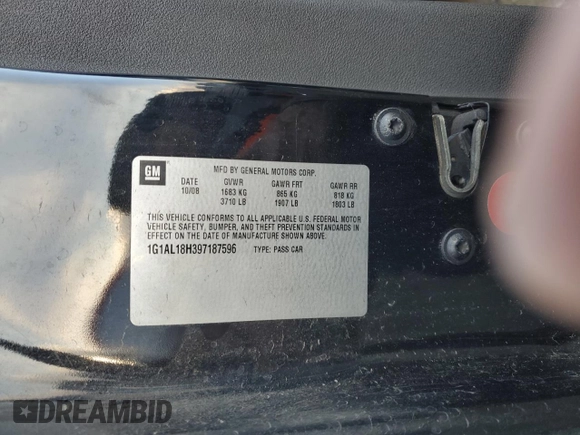 GM
MFD BY GENERAL MOTORS CORP.
DATE GVWR GAWR FRT GAWR RR
10/08 1683 KG 865 KG 818 KG
3710 LB 1907 LB 1803 LB
THIS VEHICLE CONFORMS TO ALL APPLICABLE U.S. FEDERAL MOTOR
VEHICLE SAFETY, BUMPER, AND THEFT PREVENTION STANDARDS IN
EFFECT ON THE DATE OF MANUFACTURE SHOWN ABOVE.
1G1AL18H397187596 TYPE: PASS CAR
DREAMBID